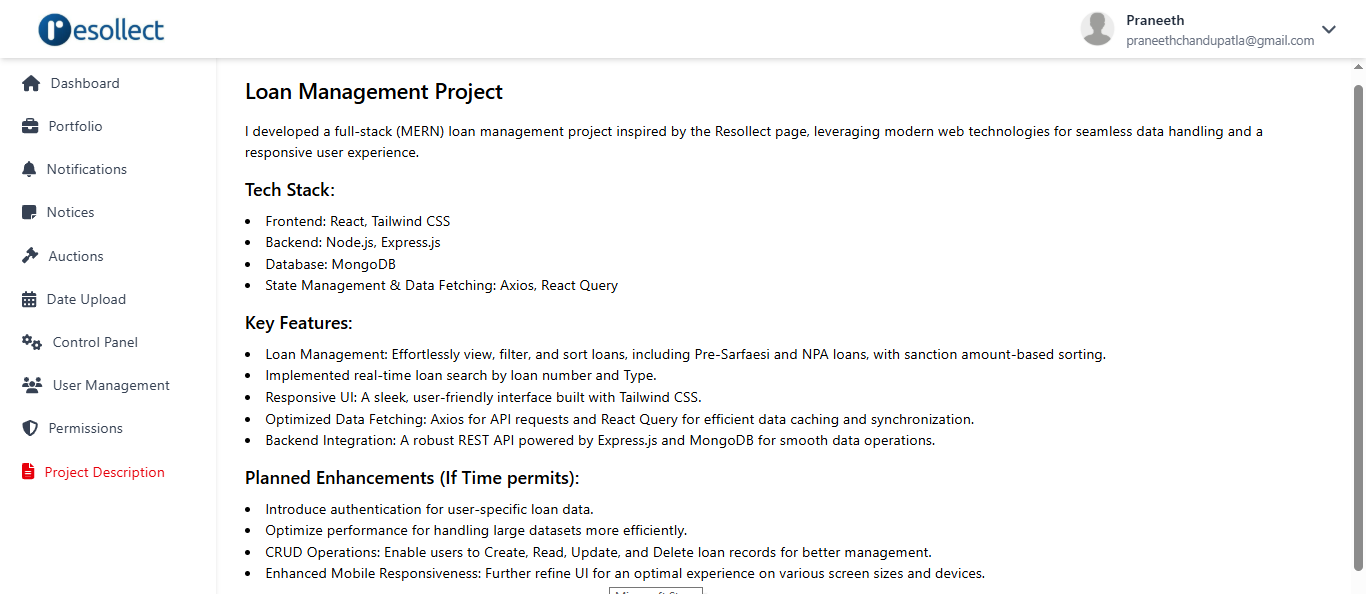 resollect
Praneeth
praneethchandupatla@gmail.com
Dashboard
Portfolio
Notifications
Notices
Auctions
Date Upload
Control Panel
User Management
Permissions
Project Description
Loan Management Project
I developed a full-stack (MERN) loan management project inspired by the Resollect page, leveraging modern web technologies for seamless data handling and a
responsive user experience.
Tech Stack:
• Frontend: React, Tailwind CSS
• Backend: Node.js, Express.js
• Database: MongoDB
• State Management & Data Fetching: Axios, React Query
Key Features:
• Loan Management: Effortlessly view, filter, and sort loans, including Pre-Sarfaesi and NPA loans, with sanction amount-based sorting.
• Implemented real-time loan search by loan number and Type.
• Responsive UI: A sleek, user-friendly interface built with Tailwind CSS.
• Optimized Data Fetching: Axios for API requests and React Query for efficient data caching and synchronization.
• Backend Integration: A robust REST API powered by Express.js and MongoDB for smooth data operations.
Planned Enhancements (If Time permits):
• Introduce authentication for user-specific loan data.
• Optimize performance for handling large datasets more efficiently.
• CRUD Operations: Enable users to Create, Read, Update, and Delete loan records for better management.
• Enhanced Mobile Responsiveness: Further refine UI for an optimal experience on various screen sizes and devices.